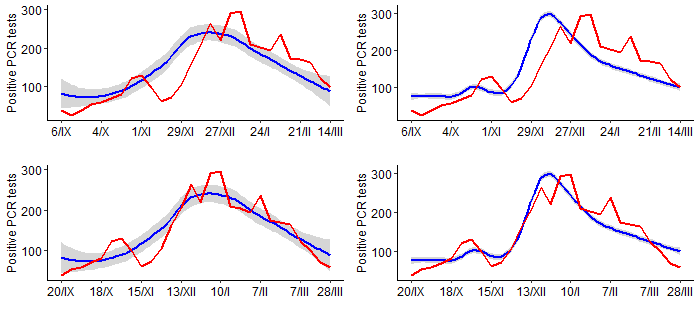 Positive PCR tests
300
200
100
6/IX 4/X 1/XI 29/XI 27/XII 24/I 21/II 14/III
Positive PCR tests
300
200
100
6/IX 4/X 1/XI 29/XI 27/XII 24/I 21/II 14/III
Positive PCR tests
300
200
100
20/IX 18/X 15/XI 13/XII 10/I 7/II 7/III 28/III
Positive PCR tests
300
200
100
20/IX 18/X 15/XI 13/XII 10/I 7/II 7/III 28/III